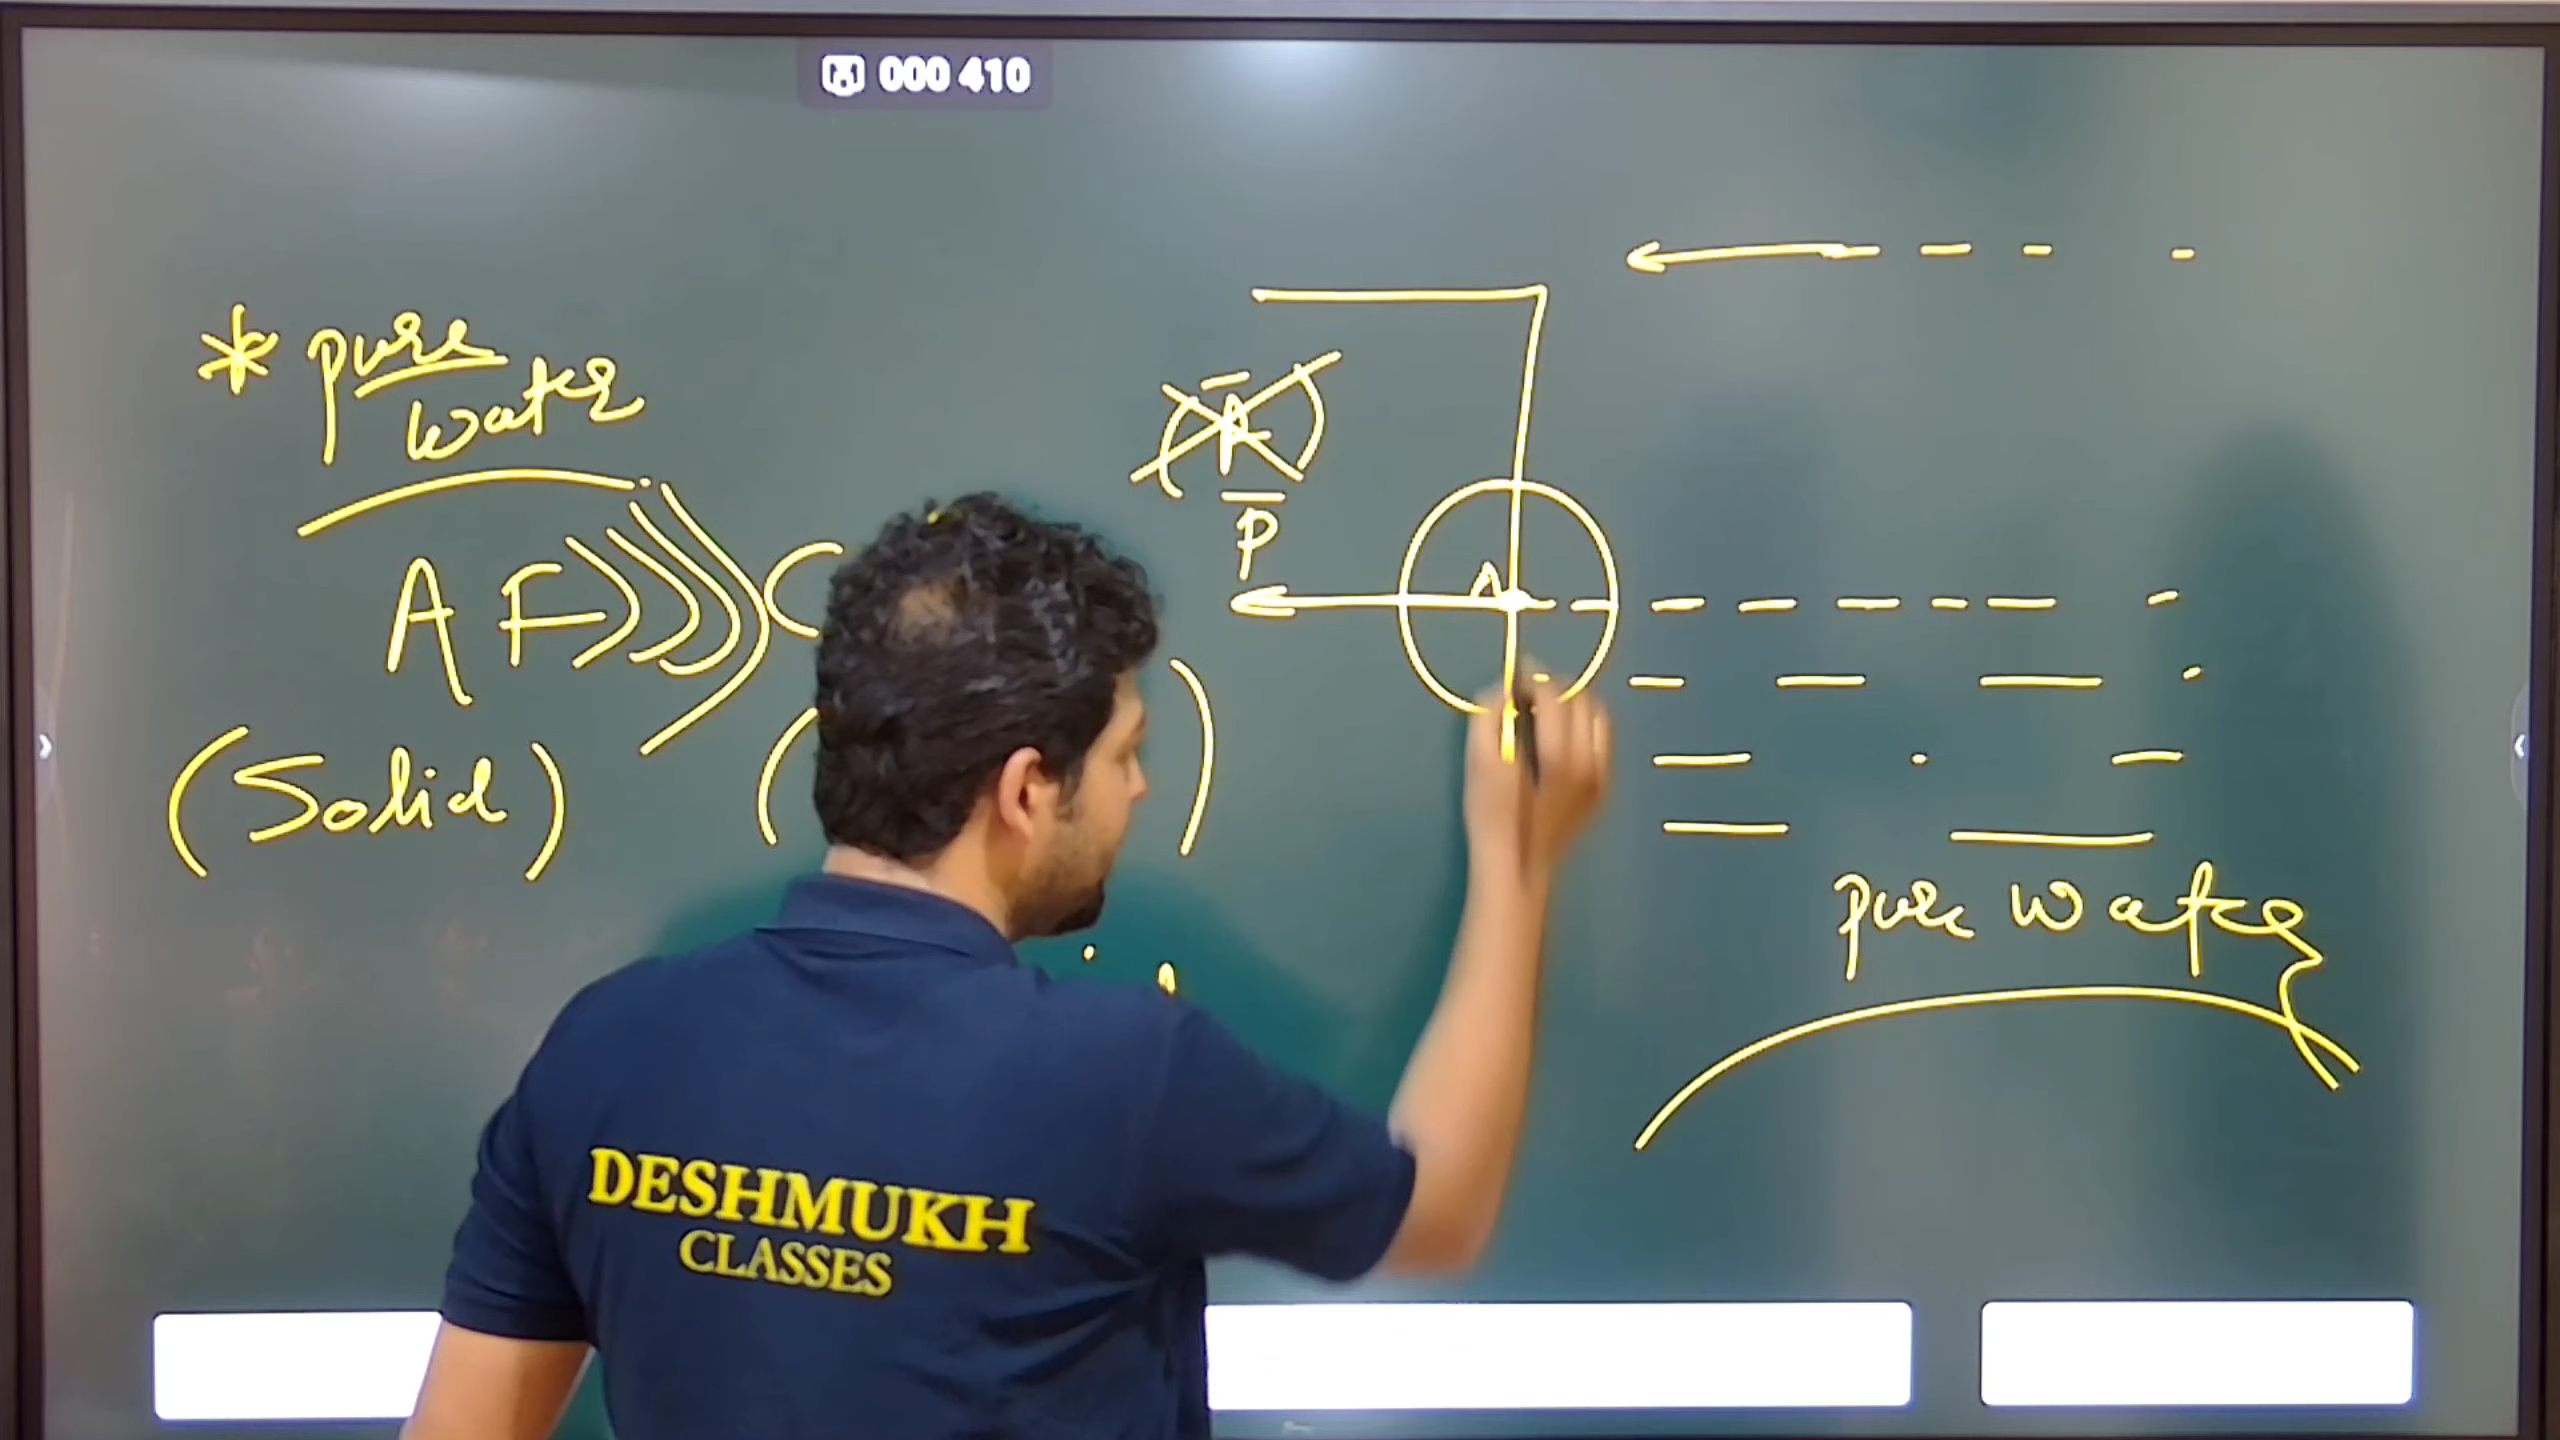 000 410
* pure
water
A F
(Solid)
A
P
A
pure water
DESHMUKH
CLASSES